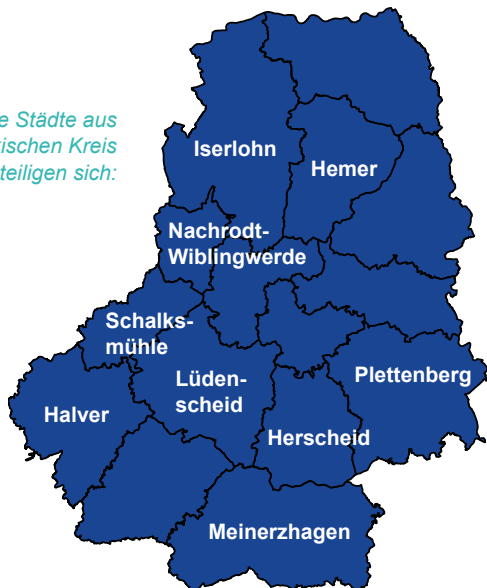 e Städte aus
ischen Kreis
teiligen sich:
Iserlohn
Hemer
Nachrodt-
Wiblingwerde
Schalks-
mühle
Lüden-
scheid
Plettenberg
Halver
Herscheid
Meinerzhagen